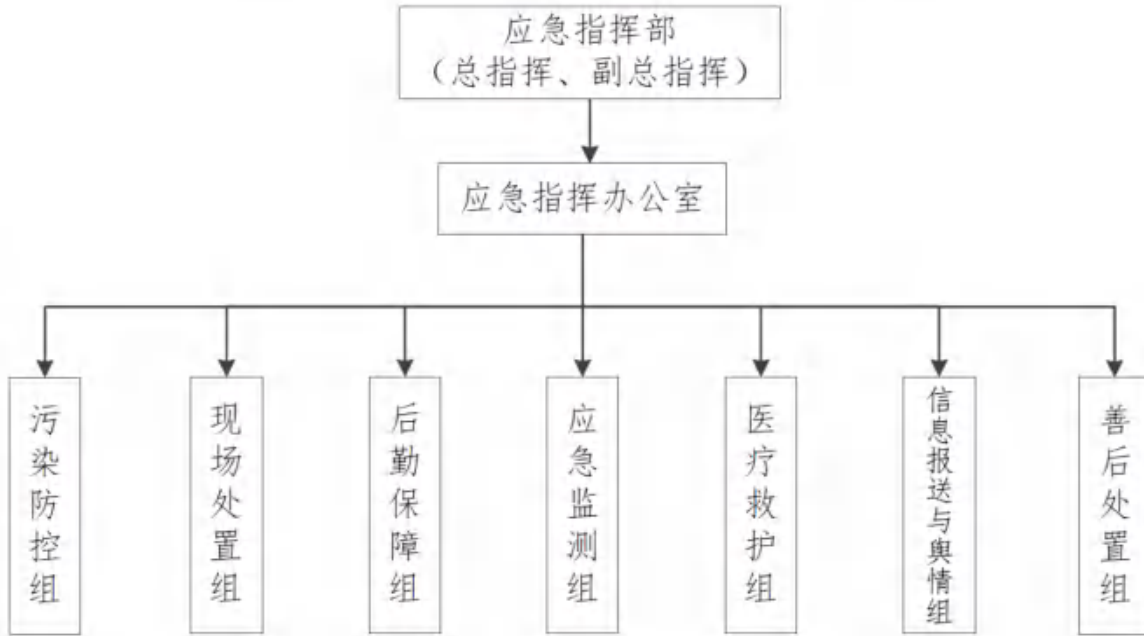 应急指挥部
（总指挥、副总指挥）
应急指挥办公室
污染防控组
现场处置组
后勤保障组
应急监测组
医疗救护组
信息报送与舆情组
善后处置组